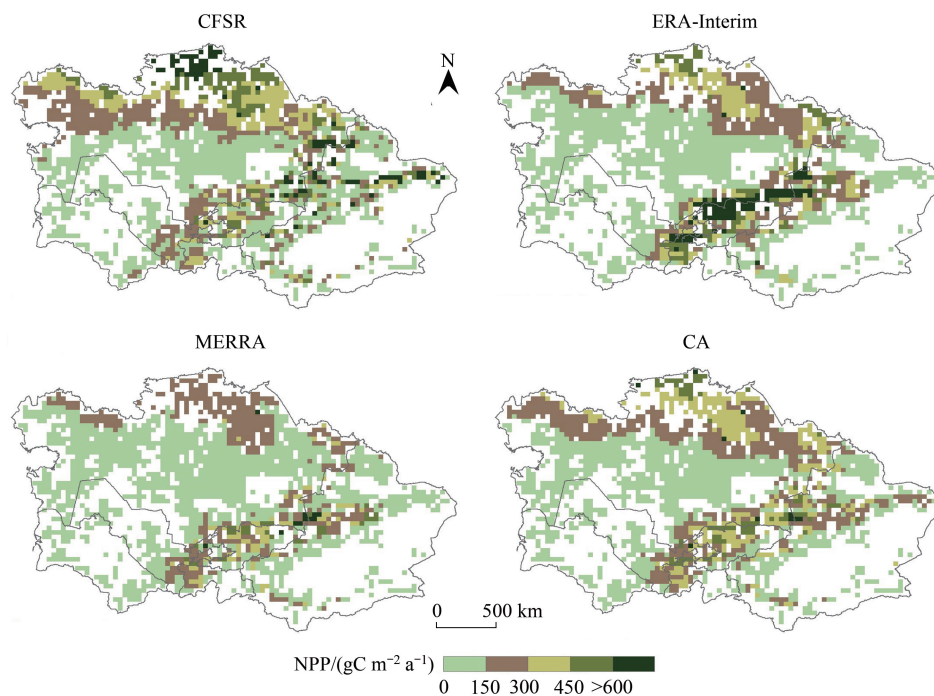 CFSR
ERA-Interim
N
MERRA
CA
0 500 km
NPP/(gC m⁻² a⁻¹)
0 150 300 450 >600